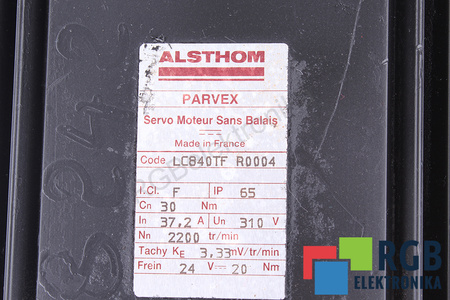 ALSTHOM
PARVEX
Servo Moteur Sans Balais
Made in France
Code LC840TF R0004
I.Cl. F IP 65
Cn 30 Nm
In 37,2 A Un 310 V
Nn 2200 tr/min
Tachy KE 3,33 mV/tr/min
Frein 24 V 20 Nm
RGB
ELEKTRONIKA